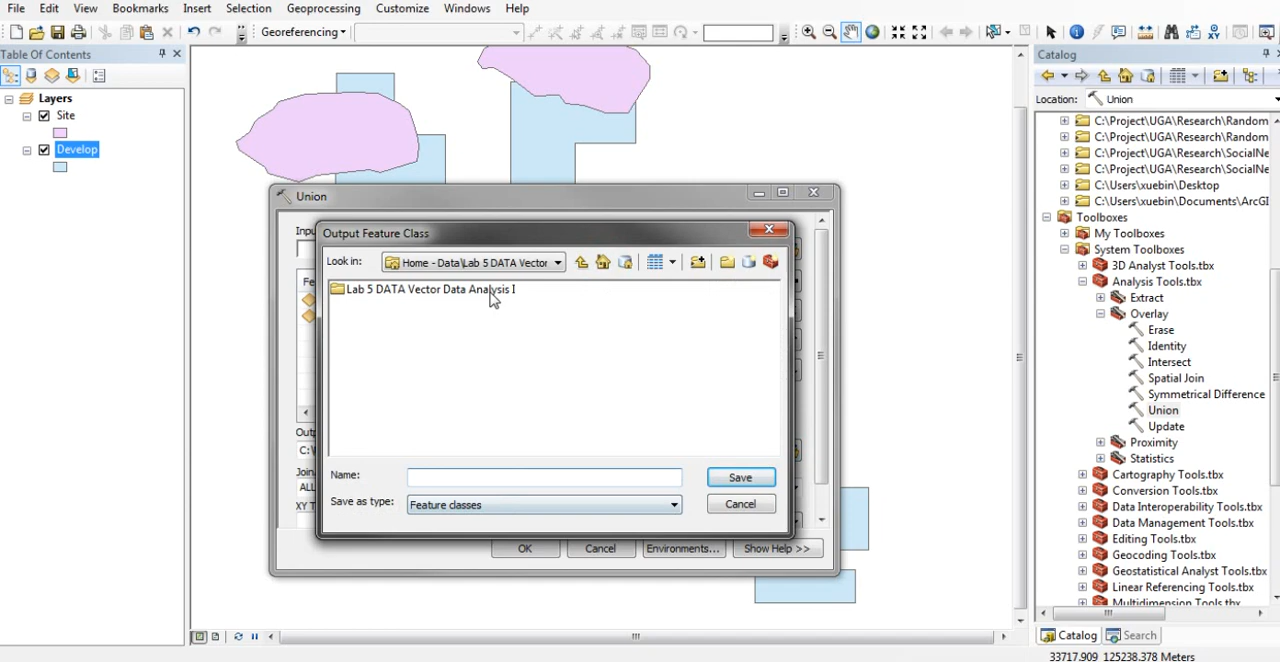 File Edit View Bookmarks Insert Selection Geoprocessing Customize Windows Help
Georeferencing
Table Of Contents
Layers
Site
Develop
Union
Output Feature Class
Look in: Home - Data\Lab 5 DATA Vector
Lab 5 DATA Vector Data Analysis I
Name:
Save
Save as type: Feature classes
Cancel
OK
Cancel
Environments...
Show Help >>
Catalog
Location: Union
C:\Project\UGA\Research\Random
C:\Project\UGA\Research\Random
C:\Project\UGA\Research\SocialNe
C:\Project\UGA\Research\SocialNe
C:\Users\xuebin\Desktop
C:\Users\xuebin\Documents\ArcGI
Toolboxes
My Toolboxes
System Toolboxes
3D Analyst Tools.tbx
Analysis Tools.tbx
Extract
Overlay
Erase
Identity
Intersect
Spatial Join
Symmetrical Difference
Union
Update
Proximity
Statistics
Cartography Tools.tbx
Conversion Tools.tbx
Data Interoperability Tools.tbx
Data Management Tools.tbx
Editing Tools.tbx
Geocoding Tools.tbx
Geostatistical Analyst Tools.tbx
Linear Referencing Tools.tbx
Multidimension Tools.tbx
Catalog
Search
33717.909 125238.378 Meters